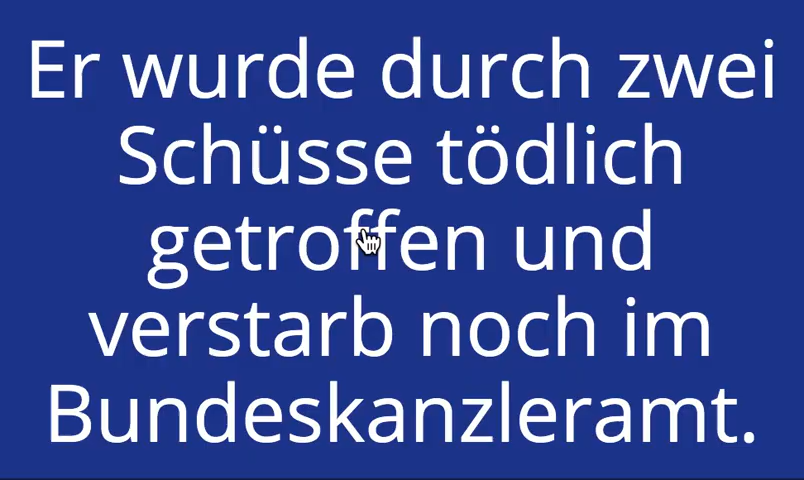 Er wurde durch zwei
Schüsse tödlich
getroffen und
verstarb noch im
Bundeskanzleramt.